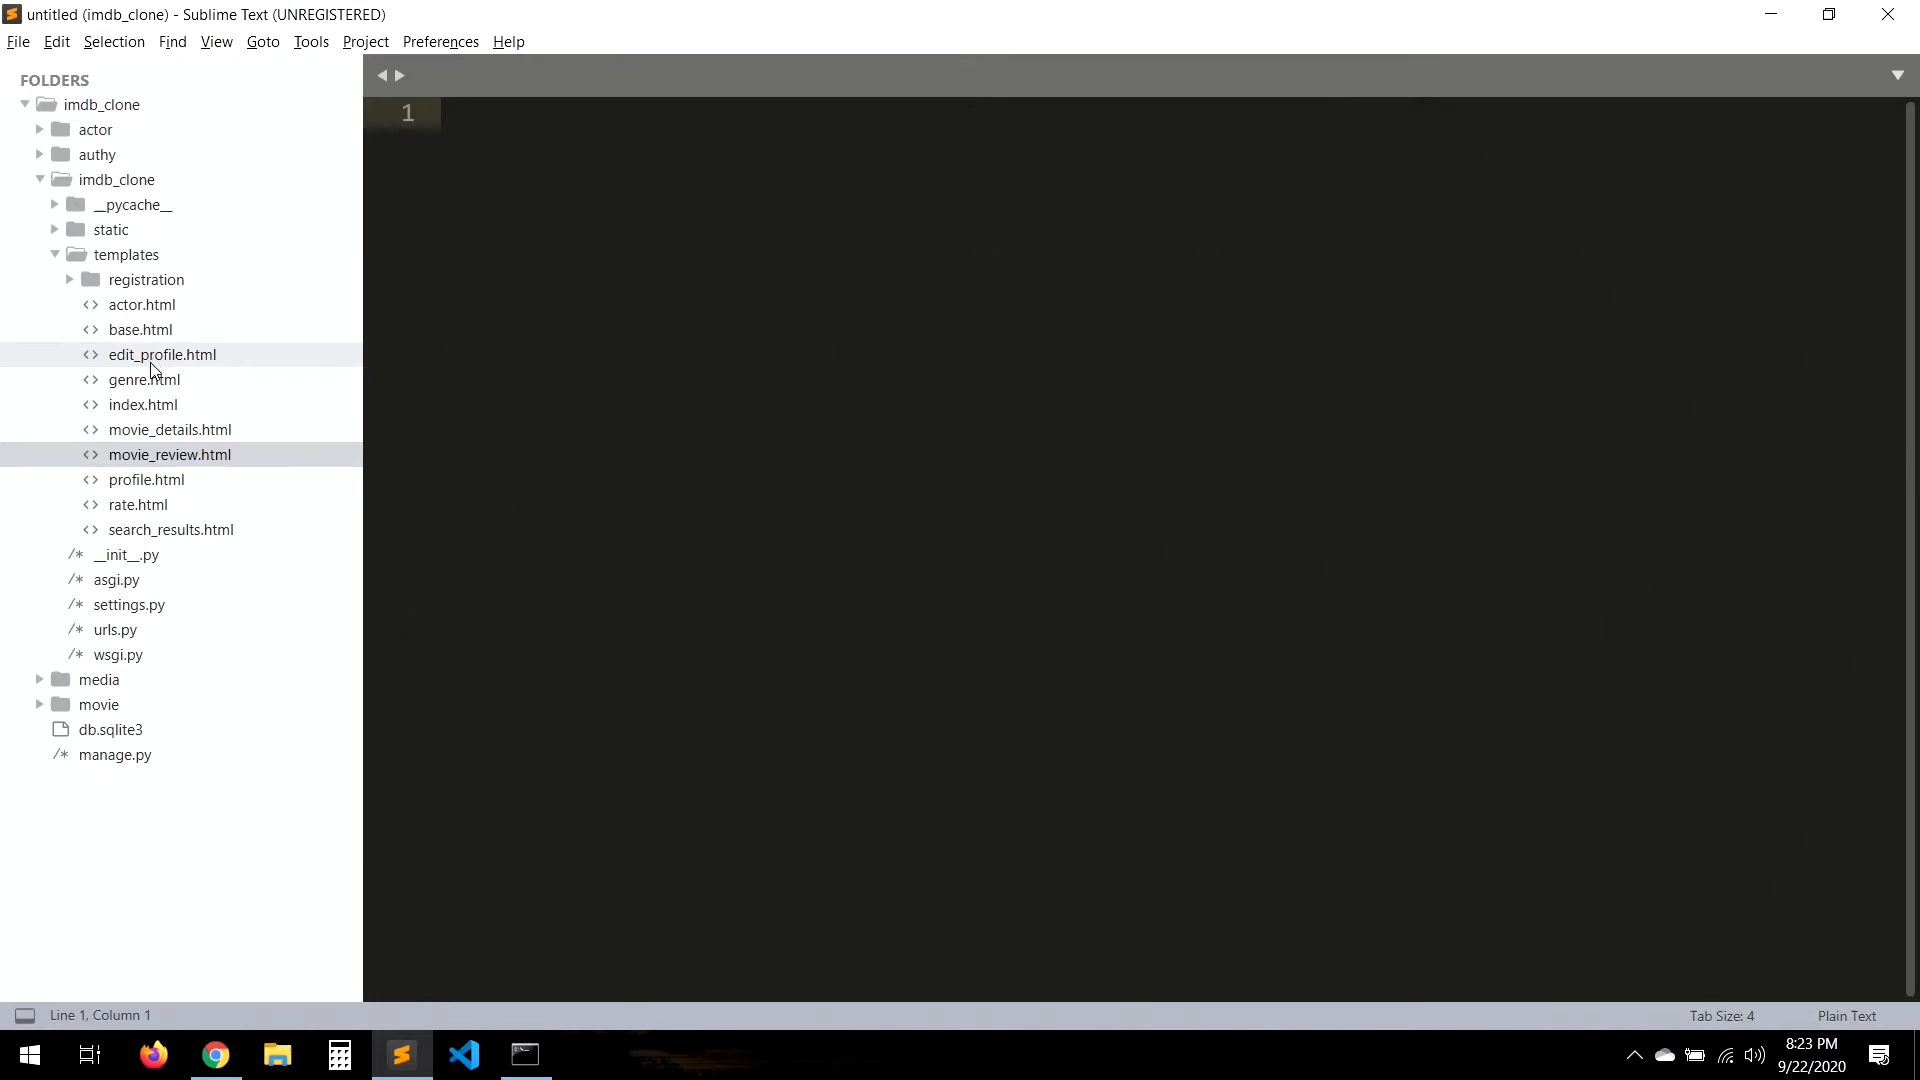 untitled (imdb_clone) - Sublime Text (UNREGISTERED)
File Edit Selection Find View Goto Tools Project Preferences Help
FOLDERS
imdb_clone
actor
authy
imdb_clone
__pycache__
static
templates
registration
actor.html
base.html
edit_profile.html
genre.html
index.html
movie_details.html
movie_review.html
profile.html
rate.html
search_results.html
__init__.py
asgi.py
settings.py
urls.py
wsgi.py
media
movie
db.sqlite3
manage.py
1
Line 1, Column 1
Tab Size: 4
Plain Text
8:23 PM
9/22/2020